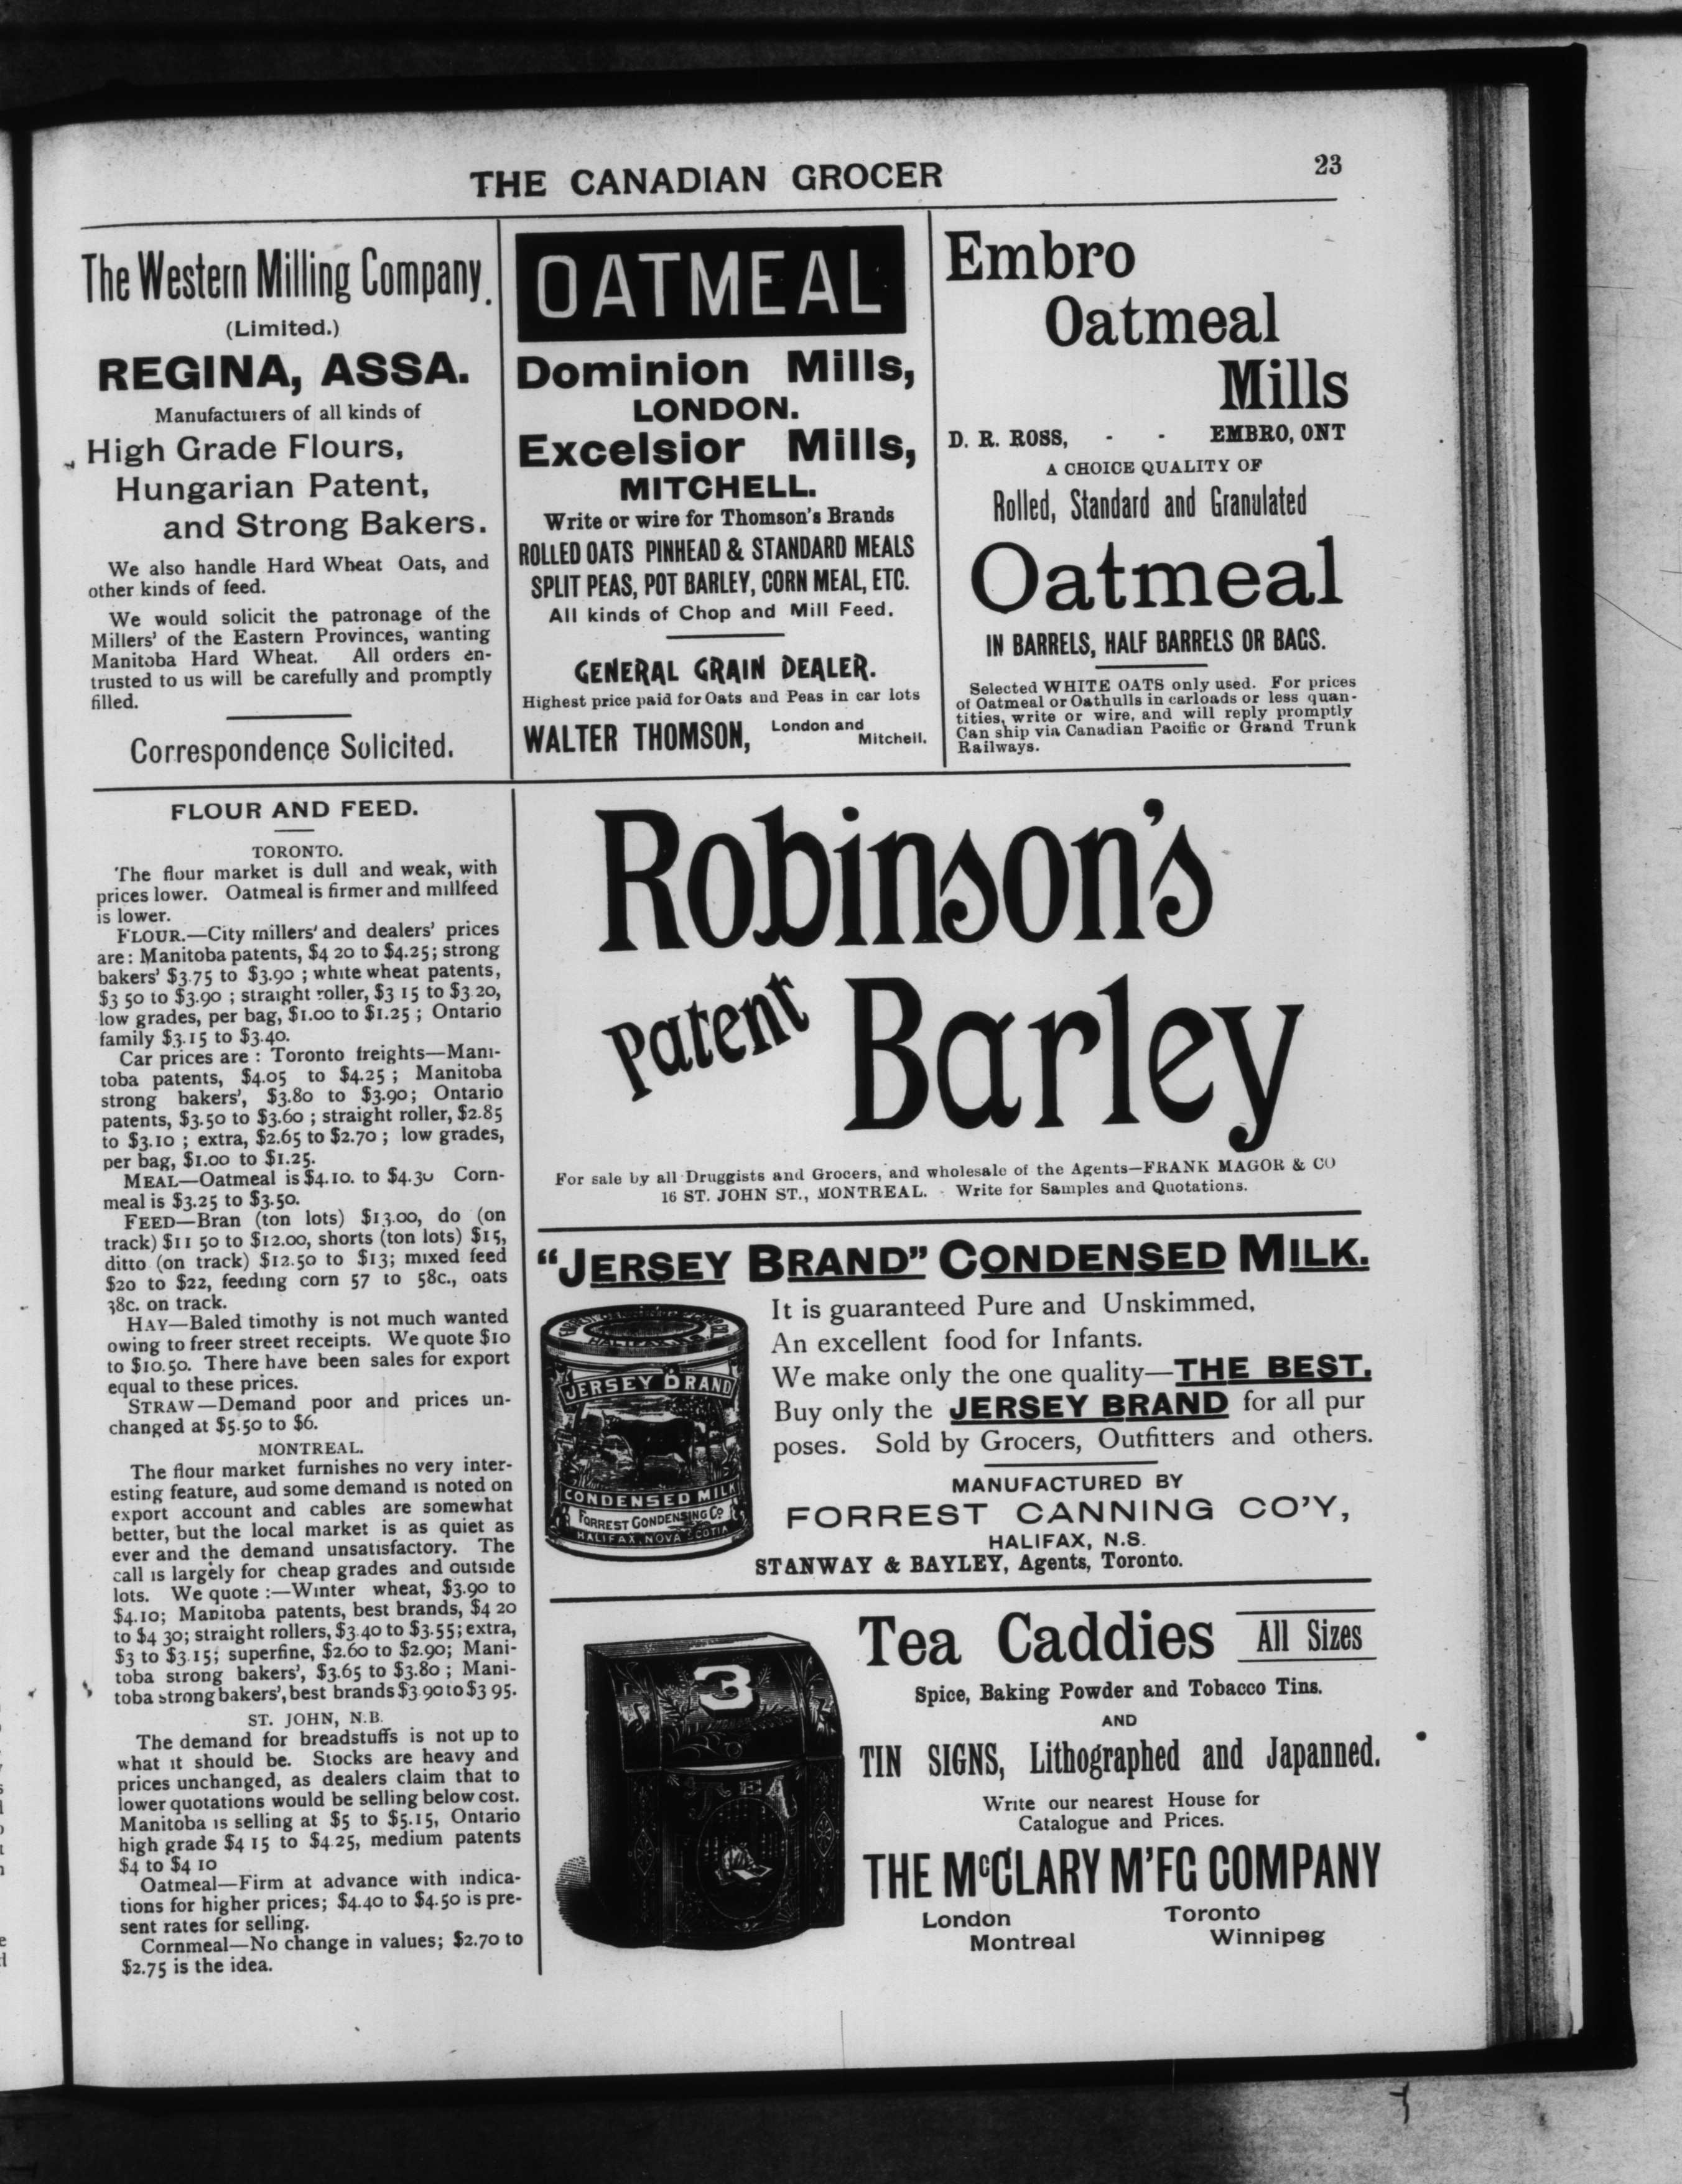 THE CANADIAN GROCER
23
The Western Milling Company.
(Limited.)
REGINA, ASSA.
Manufacturers of all kinds of
High Grade Flours,
Hungarian Patent,
and Strong Bakers.
We also handle Hard Wheat Oats, and
other kinds of feed.
We would solicit the patronage of the
Millers' of the Eastern Provinces, wanting
Manitoba Hard Wheat. All orders en-
trusted to us will be carefully and promptly
filled.
Correspondence Solicited.
OATMEAL
Dominion Mills,
LONDON.
Excelsior Mills,
MITCHELL.
Write or wire for Thomson's Brands
ROLLED OATS PINHEAD & STANDARD MEALS
SPLIT PEAS, POT BARLEY, CORN MEAL, ETC.
All kinds of Chop and Mill Feed.
GENERAL GRAIN DEALER.
Highest price paid for Oats and Peas in car lots
WALTER THOMSON, London and
Mitchell.
Embro
Oatmeal
Mills
D. R. ROSS, - - EMBRO, ONT
A CHOICE QUALITY OF
Rolled, Standard and Granulated
Oatmeal
IN BARRELS, HALF BARRELS OR BAGS.
Selected WHITE OATS only used. For prices
of Oatmeal or Oathulls in carloads or less quan-
tities, write or wire, and will reply promptly
Can ship via Canadian Pacific or Grand Trunk
Railways.
FLOUR AND FEED.
TORONTO.
The flour market is dull and weak, with
prices lower. Oatmeal is firmer and millfeed
is lower.
FLOUR.—City millers' and dealers' prices
are: Manitoba patents, $4 20 to $4.25; strong
bakers' $3.75 to $3.90 ; white wheat patents,
$3 50 to $3.90 ; straight roller, $3 15 to $3.20,
low grades, per bag, $1.00 to $1.25 ; Ontario
family $3.15 to $3.40.
Car prices are : Toronto freights—Mani-
toba patents, $4.05 to $4.25 ; Manitoba
strong bakers', $3.80 to $3.90; Ontario
patents, $3.50 to $3.60 ; straight roller, $2.85
to $3.10 ; extra, $2.65 to $2.70 ; low grades,
per bag, $1.00 to $1.25.
MEAL—Oatmeal is $4.10. to $4.30 Corn-
meal is $3.25 to $3.50.
FEED—Bran (ton lots) $13.00, do (on
track) $11 50 to $12.00, shorts (ton lots) $15,
ditto (on track) $12.50 to $13; mixed feed
$20 to $22, feeding corn 57 to 58c., oats
38c. on track.
HAY—Baled timothy is not much wanted
owing to freer street receipts. We quote $10
to $10.50. There have been sales for export
equal to these prices.
STRAW—Demand poor and prices un-
changed at $5.50 to $6.
MONTREAL.
The flour market furnishes no very inter-
esting feature, aud some demand is noted on
export account and cables are somewhat
better, but the local market is as quiet as
ever and the demand unsatisfactory. The
call is largely for cheap grades and outside
lots. We quote :—Winter wheat, $3.90 to
$4.10; Manitoba patents, best brands, $4 20
to $4 30; straight rollers, $3.40 to $3.55; extra,
$3 to $3.15; superfine, $2.60 to $2.90; Mani-
toba strong bakers', $3.65 to $3.80 ; Mani-
toba strong bakers', best brands $3.90 to $3 95.
ST. JOHN, N.B.
The demand for breadstuffs is not up to
what it should be. Stocks are heavy and
prices unchanged, as dealers claim that to
lower quotations would be selling below cost.
Manitoba is selling at $5 to $5.15, Ontario
high grade $4 15 to $4.25, medium patents
$4 to $4 10
Oatmeal—Firm at advance with indica-
tions for higher prices; $4.40 to $4.50 is pre-
sent rates for selling.
Cornmeal—No change in values; $2.70 to
$2.75 is the idea.
Robinson's
Patent Barley
For sale by all Druggists and Grocers, and wholesale of the Agents—FRANK MAGOR & CO
16 ST. JOHN ST., MONTREAL. - Write for Samples and Quotations.
"JERSEY BRAND" CONDENSED MILK.
It is guaranteed Pure and Unskimmed,
An excellent food for Infants.
We make only the one quality—THE BEST.
Buy only the JERSEY BRAND for all pur
poses. Sold by Grocers, Outfitters and others.
MANUFACTURED BY
FORREST CANNING CO'Y,
HALIFAX, N.S.
STANWAY & BAYLEY, Agents, Toronto.
JERSEY BRAND
CONDENSED MILK
FORREST CONDENSING Co
HALIFAX, NOVA SCOTIA
Tea Caddies All Sizes
Spice, Baking Powder and Tobacco Tins.
AND
TIN SIGNS, Lithographed and Japanned.
Write our nearest House for
Catalogue and Prices.
THE McCLARY M'FG COMPANY
London Toronto
Montreal Winnipeg
3
TEA